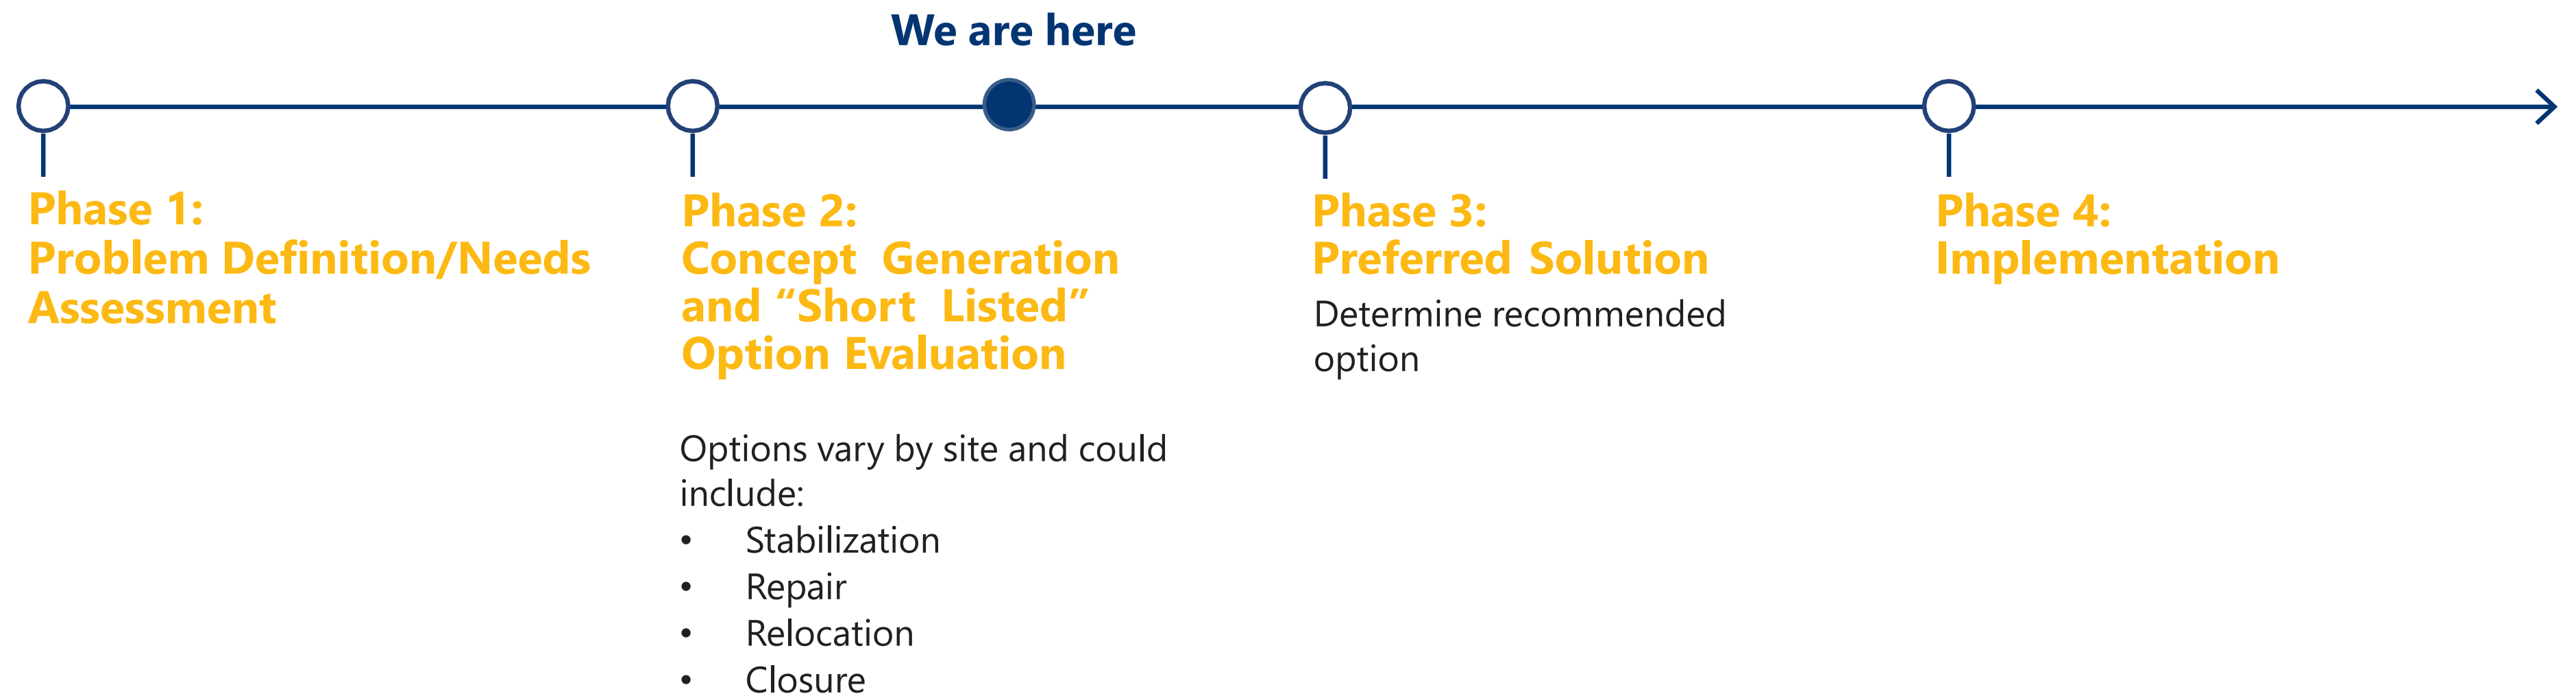 We are here
Phase 1:
Problem Definition/Needs
Assessment
Phase 2:
Concept Generation
and “Short Listed”
Option Evaluation
Options vary by site and could
include:
• Stabilization
• Repair
• Relocation
• Closure
Phase 3:
Preferred Solution
Determine recommended
option
Phase 4:
Implementation